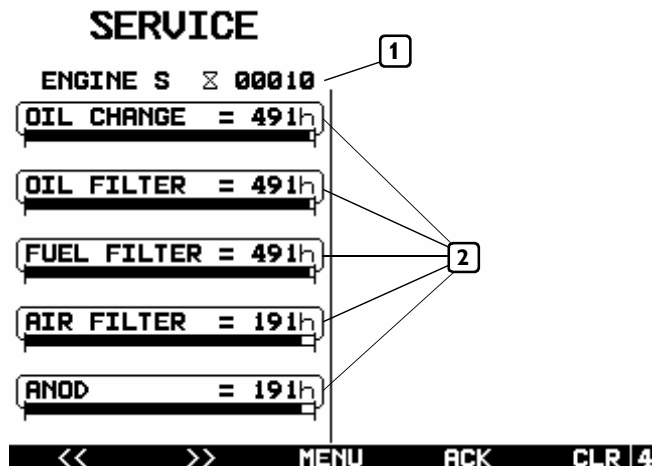 SERVICE
1
ENGINE S ⧖ 00010
OIL CHANGE = 491h
OIL FILTER = 491h
FUEL FILTER = 491h
2
AIR FILTER = 191h
ANOD = 191h
<< >> MENU ACK CLR 4